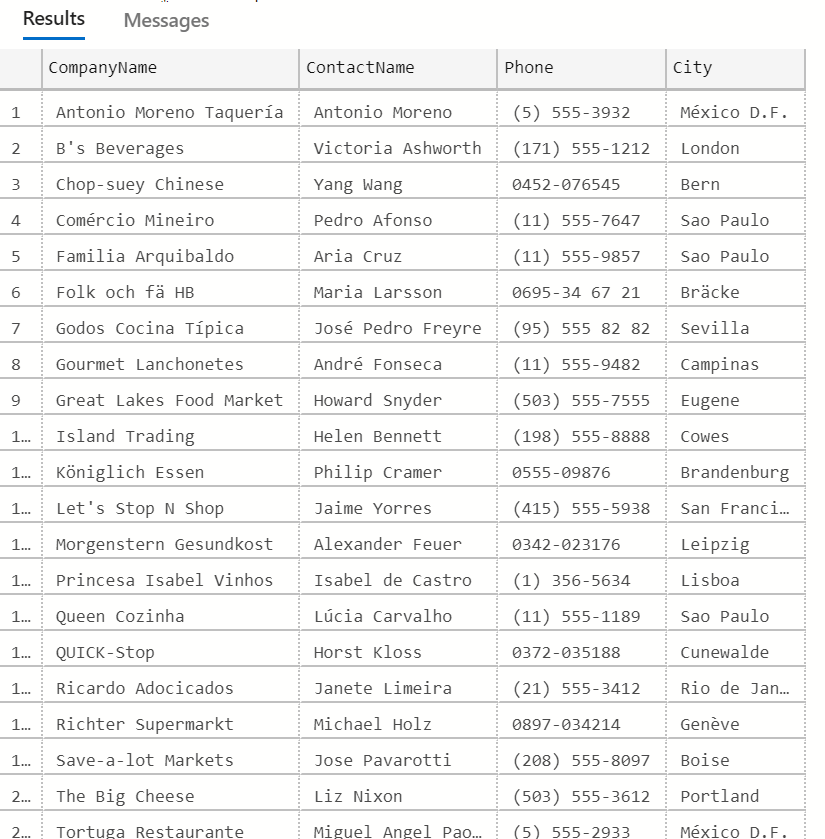 Results Messages
CompanyName ContactName Phone City
1 Antonio Moreno Taquería Antonio Moreno (5) 555-3932 México D.F.
2 B's Beverages Victoria Ashworth (171) 555-1212 London
3 Chop-suey Chinese Yang Wang 0452-076545 Bern
4 Comércio Mineiro Pedro Afonso (11) 555-7647 Sao Paulo
5 Familia Arquibaldo Aria Cruz (11) 555-9857 Sao Paulo
6 Folk och fä HB Maria Larsson 0695-34 67 21 Bräcke
7 Godos Cocina Típica José Pedro Freyre (95) 555 82 82 Sevilla
8 Gourmet Lanchonetes André Fonseca (11) 555-9482 Campinas
9 Great Lakes Food Market Howard Snyder (503) 555-7555 Eugene
1… Island Trading Helen Bennett (198) 555-8888 Cowes
1… Königlich Essen Philip Cramer 0555-09876 Brandenburg
1… Let's Stop N Shop Jaime Yorres (415) 555-5938 San Franci…
1… Morgenstern Gesundkost Alexander Feuer 0342-023176 Leipzig
1… Princesa Isabel Vinhos Isabel de Castro (1) 356-5634 Lisboa
1… Queen Cozinha Lúcia Carvalho (11) 555-1189 Sao Paulo
1… QUICK-Stop Horst Kloss 0372-035188 Cunewalde
1… Ricardo Adocicados Janete Limeira (21) 555-3412 Rio de Jan…
1… Richter Supermarkt Michael Holz 0897-034214 Genève
1… Save-a-lot Markets Jose Pavarotti (208) 555-8097 Boise
2… The Big Cheese Liz Nixon (503) 555-3612 Portland
2… Tortuga Restaurante Miguel Angel Pao… (5) 555-2933 México D.F.